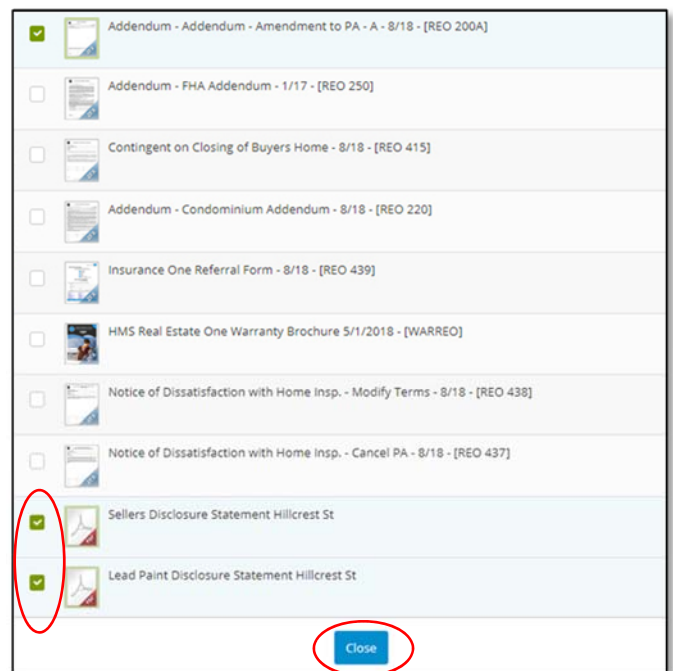 Addendum - Addendum - Amendment to PA - A - 8/18 - [REO 200A]
Addendum - FHA Addendum - 1/17 - [REO 250]
Contingent on Closing of Buyers Home - 8/18 - [REO 415]
Addendum - Condominium Addendum - 8/18 - [REO 220]
Insurance One Referral Form - 8/18 - [REO 439]
HMS Real Estate One Warranty Brochure 5/1/2018 - [WARREO]
Notice of Dissatisfaction with Home Insp. - Modify Terms - 8/18 - [REO 438]
Notice of Dissatisfaction with Home Insp. - Cancel PA - 8/18 - [REO 437]
Sellers Disclosure Statement Hillcrest St
Lead Paint Disclosure Statement Hillcrest St
Close